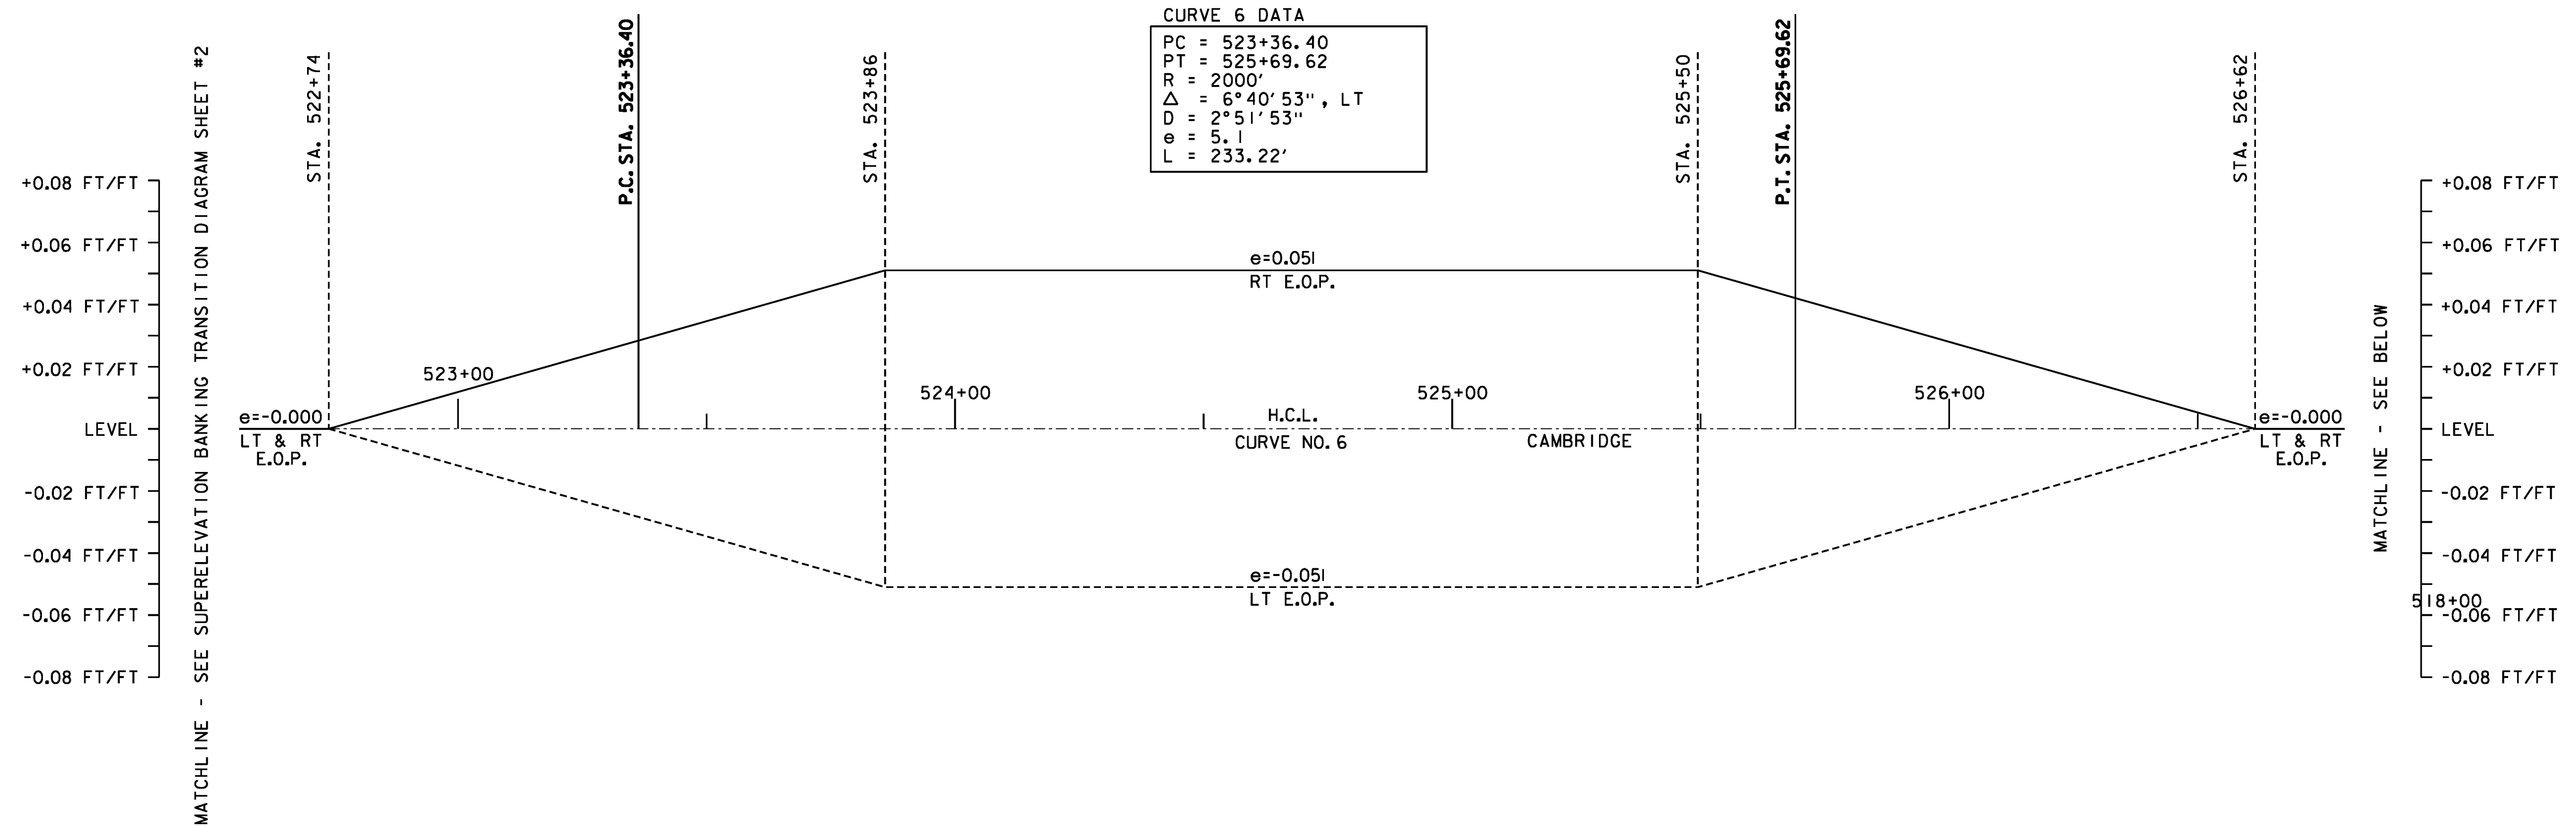 CURVE 6 DATA
PC = 523+36.40
PT = 525+69.62
R = 2000'
Δ = 6°40'53", LT
D = 2°51'53"
e = 5.1
L = 233.22'
MATCHLINE - SEE SUPERELEVATION BANKING TRANSITION DIAGRAM SHEET #2
STA. 522+74
P.C. STA. 523+36.40
STA. 523+86
STA. 525+50
P.T. STA. 525+69.62
STA. 526+62
MATCHLINE - SEE BELOW
+0.08 FT/FT
+0.06 FT/FT
+0.04 FT/FT
+0.02 FT/FT
LEVEL
-0.02 FT/FT
-0.04 FT/FT
-0.06 FT/FT
-0.08 FT/FT
e=-0.000
LT & RT
E.O.P.
523+00
524+00
525+00
526+00
e=0.051
RT E.O.P.
H.C.L.
CURVE NO. 6
CAMBRIDGE
e=-0.051
LT E.O.P.
e=-0.000
LT & RT
E.O.P.
+0.08 FT/FT
+0.06 FT/FT
+0.04 FT/FT
+0.02 FT/FT
LEVEL
-0.02 FT/FT
-0.04 FT/FT
518+00
-0.06 FT/FT
-0.08 FT/FT